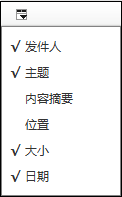 √ 发件人
√ 主题
内容摘要
位置
√ 大小
√ 日期